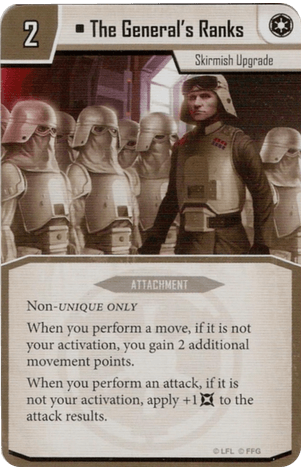 2
■ The General's Ranks
Skirmish Upgrade
ATTACHMENT
Non-UNIQUE ONLY
When you perform a move, if it is not
your activation, you gain 2 additional
movement points.
When you perform an attack, if it is
not your activation, apply +1 to the
attack results.
© LFL © FFG